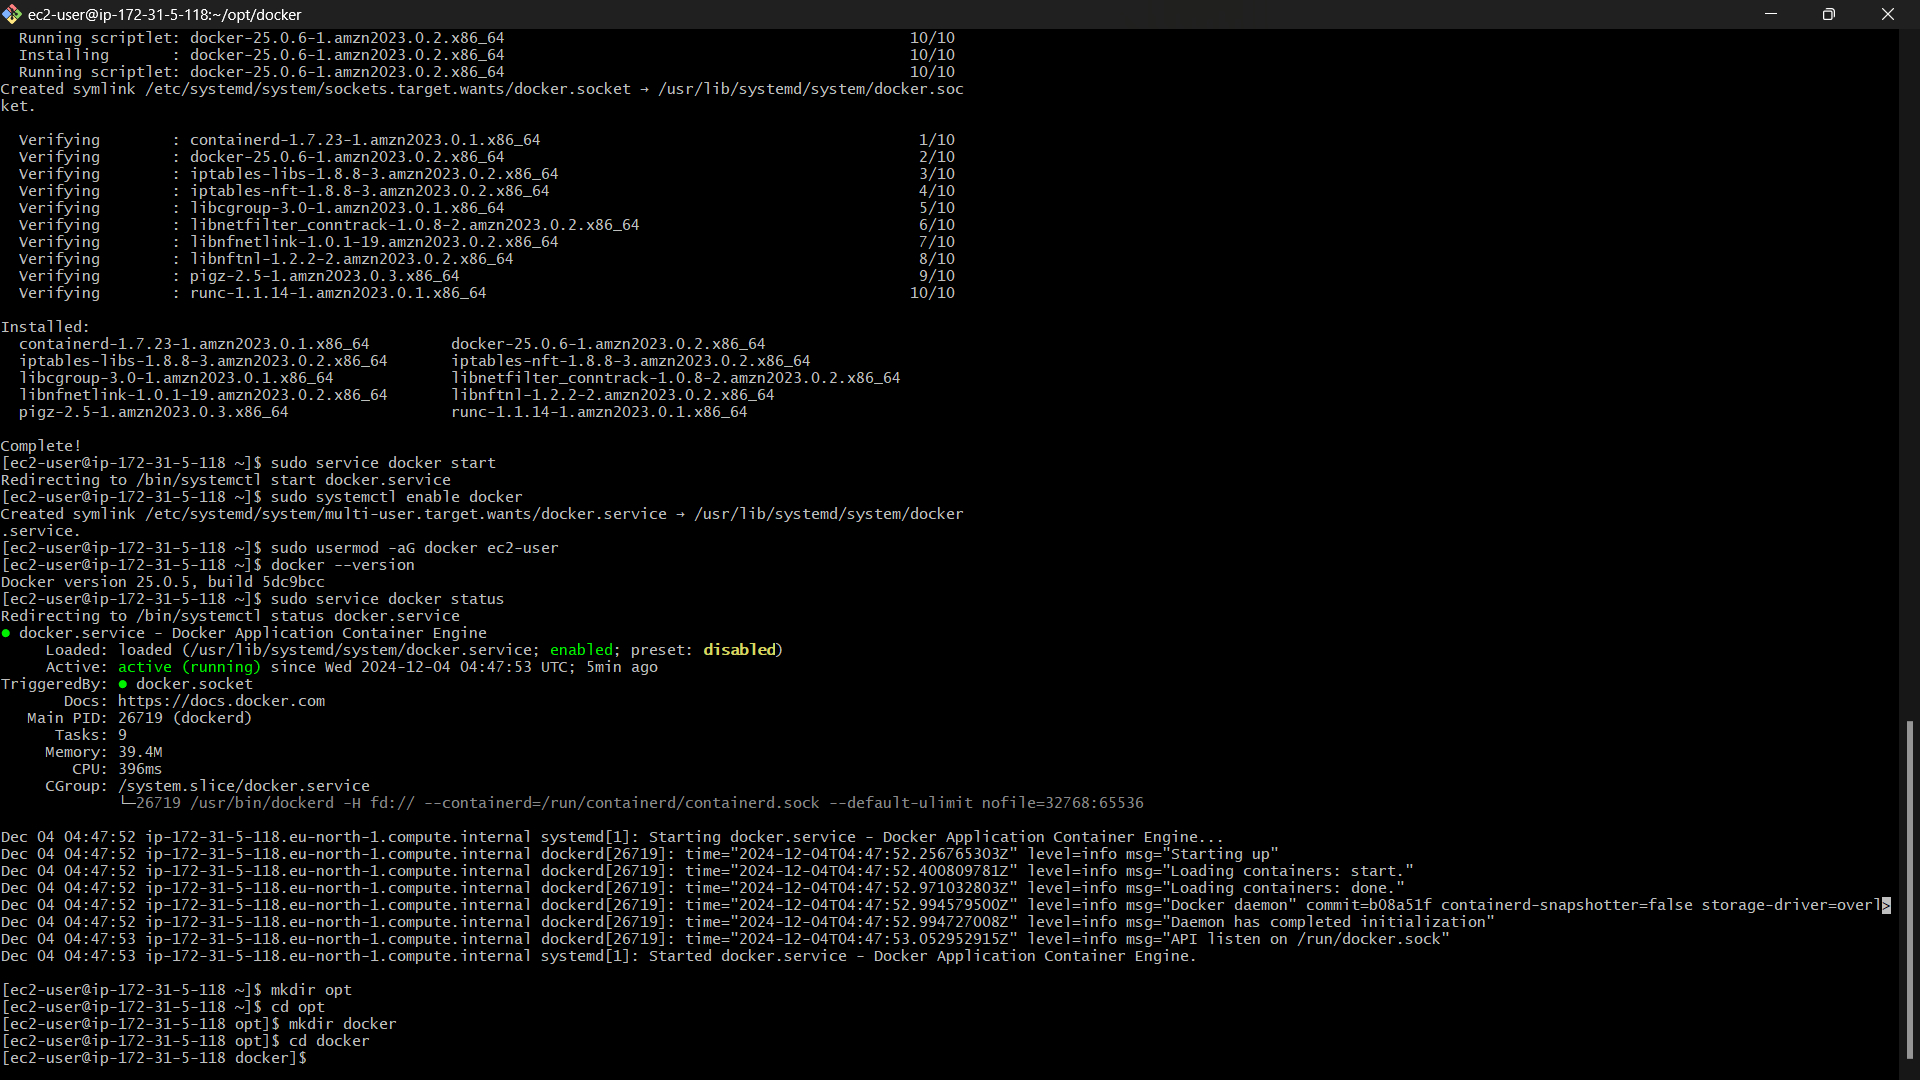 ec2-user@ip-172-31-5-118:~/opt/docker
Running scriptlet: docker-25.0.6-1.amzn2023.0.2.x86_64 10/10
Installing : docker-25.0.6-1.amzn2023.0.2.x86_64 10/10
Running scriptlet: docker-25.0.6-1.amzn2023.0.2.x86_64 10/10
Created symlink /etc/systemd/system/sockets.target.wants/docker.socket → /usr/lib/systemd/system/docker.soc
ket.
Verifying : containerd-1.7.23-1.amzn2023.0.1.x86_64 1/10
Verifying : docker-25.0.6-1.amzn2023.0.2.x86_64 2/10
Verifying : iptables-libs-1.8.8-3.amzn2023.0.2.x86_64 3/10
Verifying : iptables-nft-1.8.8-3.amzn2023.0.2.x86_64 4/10
Verifying : libcgroup-3.0-1.amzn2023.0.1.x86_64 5/10
Verifying : libnetfilter_conntrack-1.0.8-2.amzn2023.0.2.x86_64 6/10
Verifying : libnfnetlink-1.0.1-19.amzn2023.0.2.x86_64 7/10
Verifying : libnftnl-1.2.2-2.amzn2023.0.2.x86_64 8/10
Verifying : pigz-2.5-1.amzn2023.0.3.x86_64 9/10
Verifying : runc-1.1.14-1.amzn2023.0.1.x86_64 10/10
Installed:
containerd-1.7.23-1.amzn2023.0.1.x86_64 docker-25.0.6-1.amzn2023.0.2.x86_64
iptables-libs-1.8.8-3.amzn2023.0.2.x86_64 iptables-nft-1.8.8-3.amzn2023.0.2.x86_64
libcgroup-3.0-1.amzn2023.0.1.x86_64 libnetfilter_conntrack-1.0.8-2.amzn2023.0.2.x86_64
libnfnetlink-1.0.1-19.amzn2023.0.2.x86_64 libnftnl-1.2.2-2.amzn2023.0.2.x86_64
pigz-2.5-1.amzn2023.0.3.x86_64 runc-1.1.14-1.amzn2023.0.1.x86_64
Complete!
[ec2-user@ip-172-31-5-118 ~]$ sudo service docker start
Redirecting to /bin/systemctl start docker.service
[ec2-user@ip-172-31-5-118 ~]$ sudo systemctl enable docker
Created symlink /etc/systemd/system/multi-user.target.wants/docker.service → /usr/lib/systemd/system/docker
.service.
[ec2-user@ip-172-31-5-118 ~]$ sudo usermod -aG docker ec2-user
[ec2-user@ip-172-31-5-118 ~]$ docker --version
Docker version 25.0.5, build 5dc9bcc
[ec2-user@ip-172-31-5-118 ~]$ sudo service docker status
Redirecting to /bin/systemctl status docker.service
● docker.service - Docker Application Container Engine
Loaded: loaded (/usr/lib/systemd/system/docker.service; enabled; preset: disabled)
Active: active (running) since Wed 2024-12-04 04:47:53 UTC; 5min ago
TriggeredBy: ● docker.socket
Docs: https://docs.docker.com
Main PID: 26719 (dockerd)
Tasks: 9
Memory: 39.4M
CPU: 396ms
CGroup: /system.slice/docker.service
└─26719 /usr/bin/dockerd -H fd:// --containerd=/run/containerd/containerd.sock --default-ulimit nofile=32768:65536
Dec 04 04:47:52 ip-172-31-5-118.eu-north-1.compute.internal systemd[1]: Starting docker.service - Docker Application Container Engine...
Dec 04 04:47:52 ip-172-31-5-118.eu-north-1.compute.internal dockerd[26719]: time="2024-12-04T04:47:52.256765303Z" level=info msg="Starting up"
Dec 04 04:47:52 ip-172-31-5-118.eu-north-1.compute.internal dockerd[26719]: time="2024-12-04T04:47:52.400809781Z" level=info msg="Loading containers: start."
Dec 04 04:47:52 ip-172-31-5-118.eu-north-1.compute.internal dockerd[26719]: time="2024-12-04T04:47:52.971032803Z" level=info msg="Loading containers: done."
Dec 04 04:47:52 ip-172-31-5-118.eu-north-1.compute.internal dockerd[26719]: time="2024-12-04T04:47:52.994579500Z" level=info msg="Docker daemon" commit=b08a51f containerd-snapshotter=false storage-driver=overl>
Dec 04 04:47:52 ip-172-31-5-118.eu-north-1.compute.internal dockerd[26719]: time="2024-12-04T04:47:52.994727008Z" level=info msg="Daemon has completed initialization"
Dec 04 04:47:53 ip-172-31-5-118.eu-north-1.compute.internal dockerd[26719]: time="2024-12-04T04:47:53.052952915Z" level=info msg="API listen on /run/docker.sock"
Dec 04 04:47:53 ip-172-31-5-118.eu-north-1.compute.internal systemd[1]: Started docker.service - Docker Application Container Engine.
[ec2-user@ip-172-31-5-118 ~]$ mkdir opt
[ec2-user@ip-172-31-5-118 ~]$ cd opt
[ec2-user@ip-172-31-5-118 opt]$ mkdir docker
[ec2-user@ip-172-31-5-118 opt]$ cd docker
[ec2-user@ip-172-31-5-118 docker]$